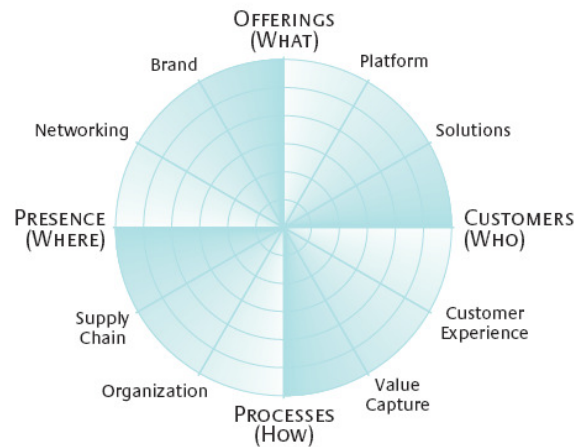 OFFERINGS
(WHAT)
Brand
Platform
Networking
Solutions
PRESENCE
(WHERE)
CUSTOMERS
(WHO)
Supply
Chain
Customer
Experience
Organization
Value
Capture
PROCESSES
(HOW)